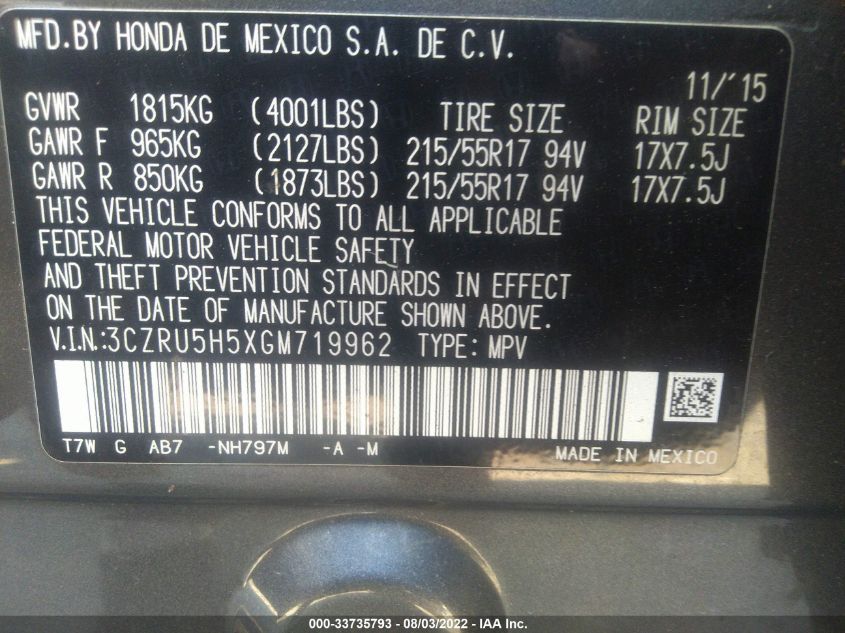 MFD.BY HONDA DE MEXICO S.A. DE C.V.
11/'15
GVWR 1815KG (4001LBS) TIRE SIZE RIM SIZE
GAWR F 965KG (2127LBS) 215/55R17 94V 17X7.5J
GAWR R 850KG (1873LBS) 215/55R17 94V 17X7.5J
THIS VEHICLE CONFORMS TO ALL APPLICABLE
FEDERAL MOTOR VEHICLE SAFETY
AND THEFT PREVENTION STANDARDS IN EFFECT
ON THE DATE OF MANUFACTURE SHOWN ABOVE.
V.I.N.:3CZRU5H5XGM719962 TYPE: MPV
T7W G AB7 -NH797M -A -M MADE IN MEXICO
000-33735793 - 08/03/2022 - IAA Inc.